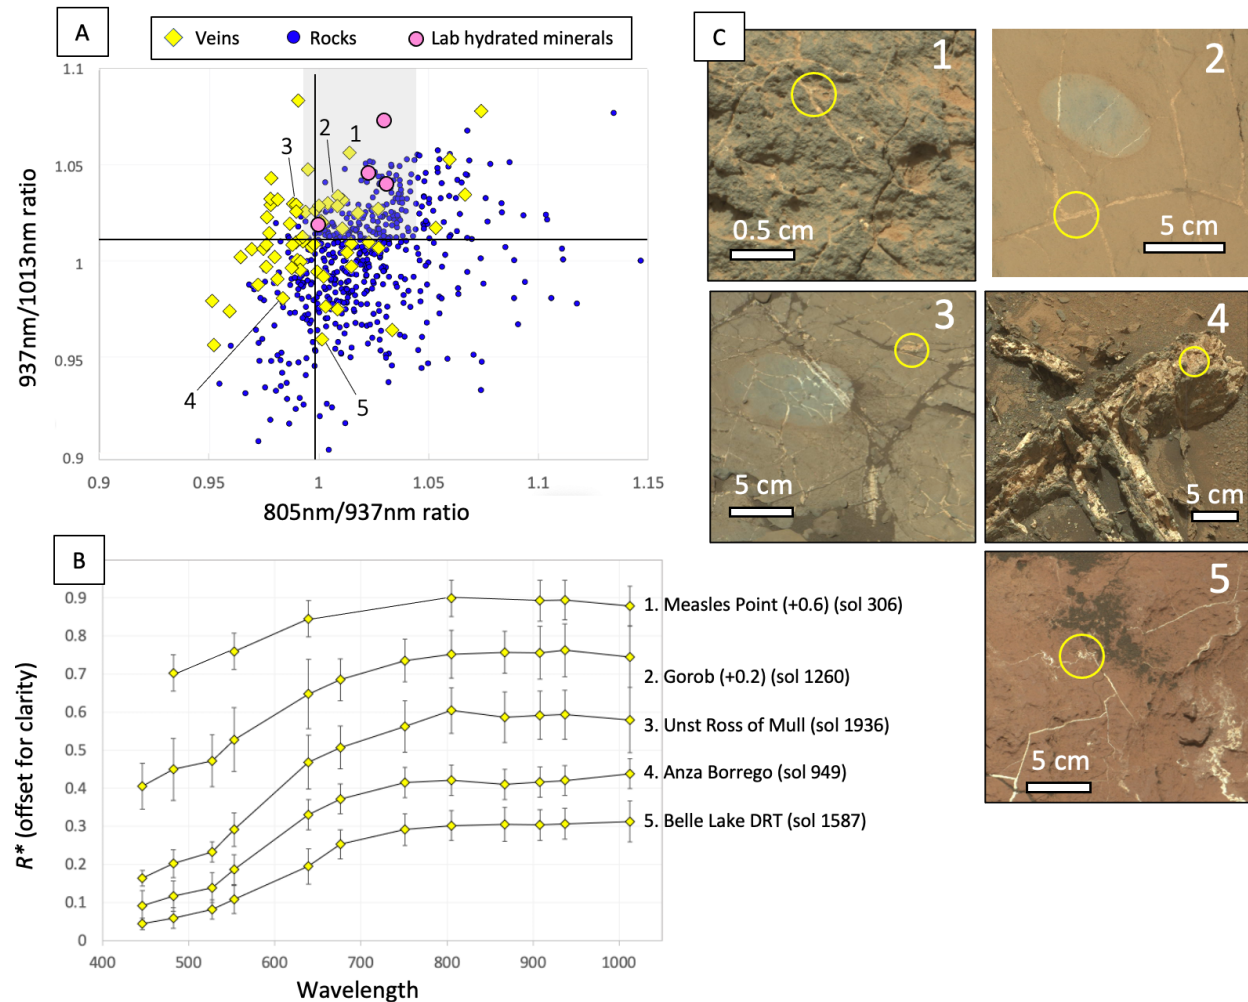 A
Veins
Rocks
Lab hydrated minerals
1.1
1.05
1
0.95
0.9
937nm/1013nm ratio
3
2
1
4
5
0.9
0.95
1
1.05
1.1
1.15
805nm/937nm ratio
B
0.9
0.8
0.7
0.6
0.5
0.4
0.3
0.2
0.1
0
R* (offset for clarity)
1. Measles Point (+0.6) (sol 306)
2. Gorob (+0.2) (sol 1260)
3. Unst Ross of Mull (sol 1936)
4. Anza Borrego (sol 949)
5. Belle Lake DRT (sol 1587)
400
500
600
700
800
900
1000
Wavelength
C
1
0.5 cm
2
5 cm
3
5 cm
4
5 cm
5
5 cm